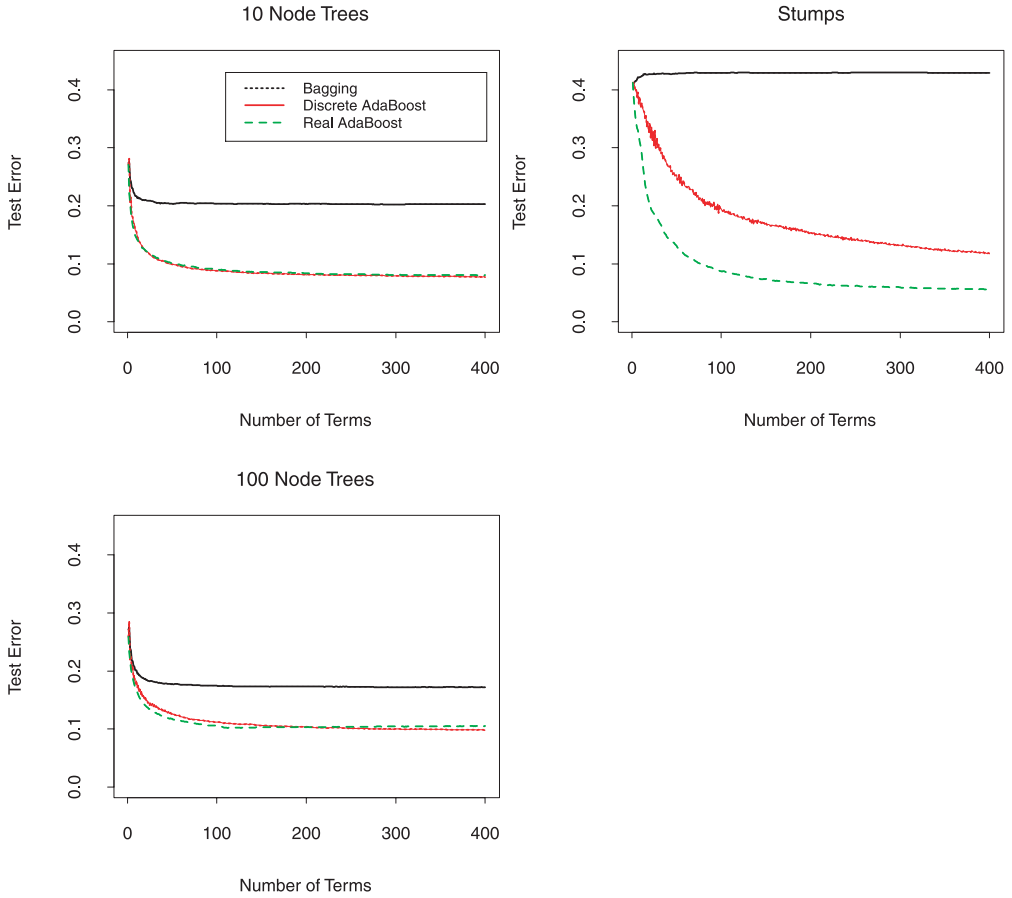 10 Node Trees
Bagging
Discrete AdaBoost
Real AdaBoost
Test Error
0.0 0.1 0.2 0.3 0.4
0 100 200 300 400
Number of Terms
Stumps
Test Error
0.0 0.1 0.2 0.3 0.4
0 100 200 300 400
Number of Terms
100 Node Trees
Test Error
0.0 0.1 0.2 0.3 0.4
0 100 200 300 400
Number of Terms